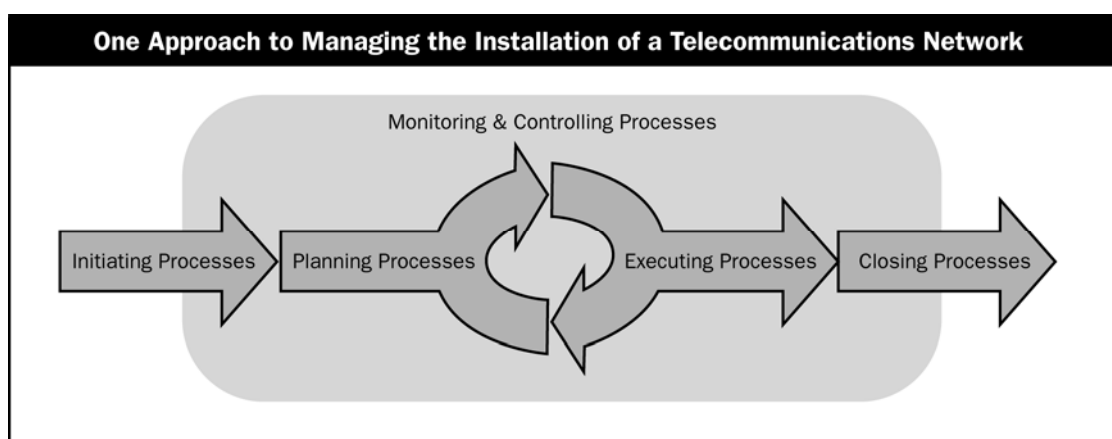 One Approach to Managing the Installation of a Telecommunications Network
Monitoring & Controlling Processes
Initiating Processes
Planning Processes
Executing Processes
Closing Processes